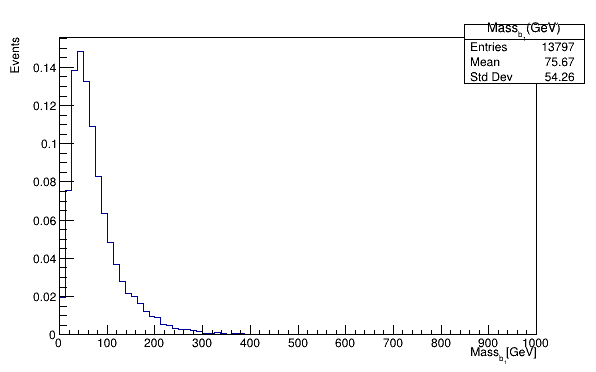 Mass_b_1(GeV)
Entries 13797
Mean 75.67
Std Dev 54.26
Events
0.14
0.12
0.1
0.08
0.06
0.04
0.02
0
0 100 200 300 400 500 600 700 800 900 1000
Mass_b_1[GeV]